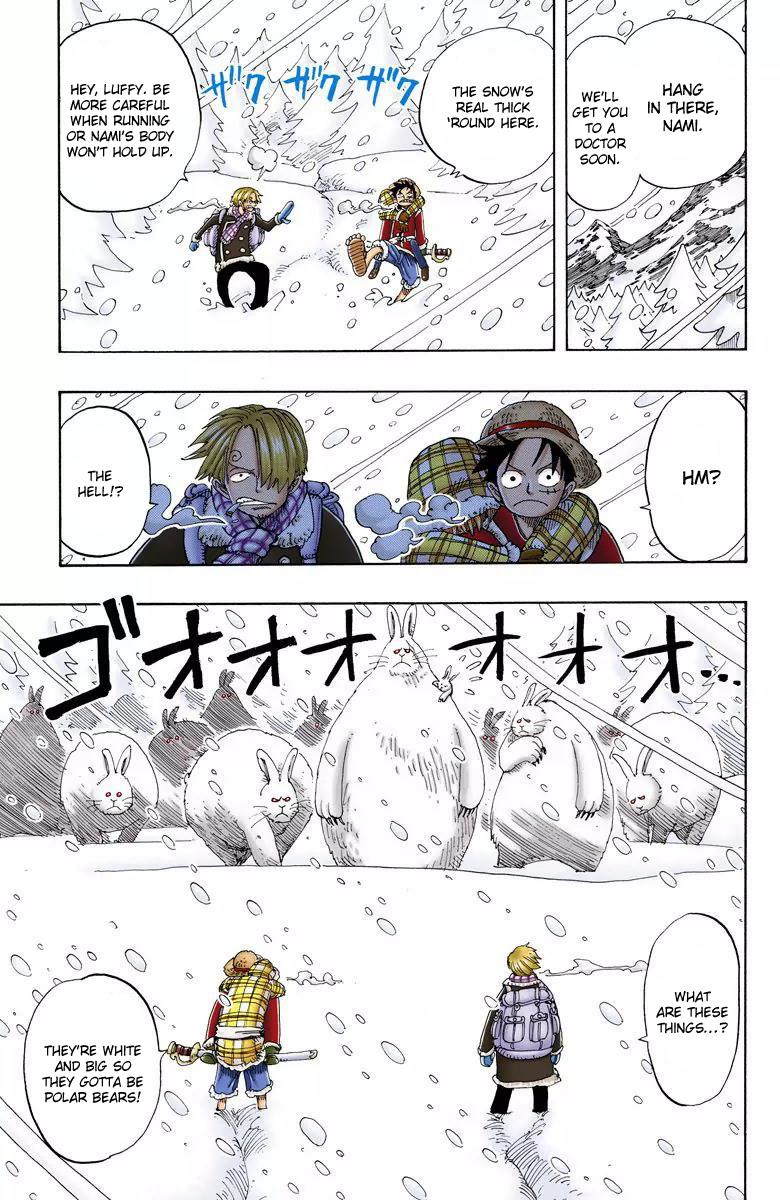 HANG
IN THERE,
NAMI.
WE'LL
GET YOU
TO A
DOCTOR
SOON.
THE SNOW'S
REAL THICK
'ROUND HERE.
ザク ザク ザク
HEY, LUFFY. BE
MORE CAREFUL
WHEN RUNNING
OR NAMI'S BODY
WON'T HOLD UP.
HM?
THE
HELL!?
ゴオオオオオオ...
WHAT
ARE THESE
THINGS...?
THEY'RE WHITE
AND BIG SO
THEY GOTTA BE
POLAR BEARS!